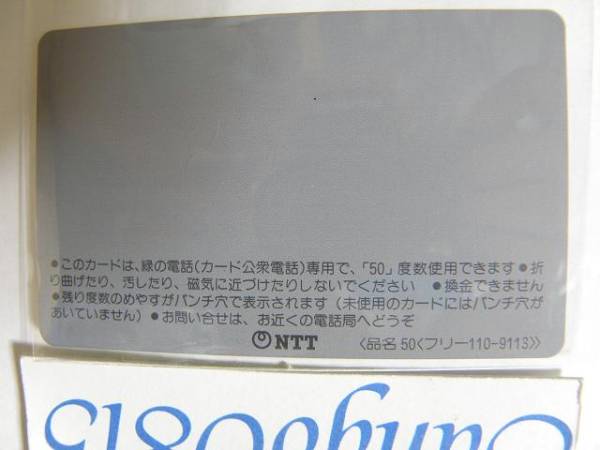 ●このカードは、緑の電話(カード公衆電話)専用で、「50」度数使用できます●折
り曲げたり、汚したり、磁気に近づけたりしないでください ●換金できません
●残り度数のめやすがパンチ穴で表示されます(未使用のカードにはパンチ穴が
あいていません)●お問い合せは、お近くの電話局へどうぞ
NTT 〈品名 50〈フリー110-9113〉〉